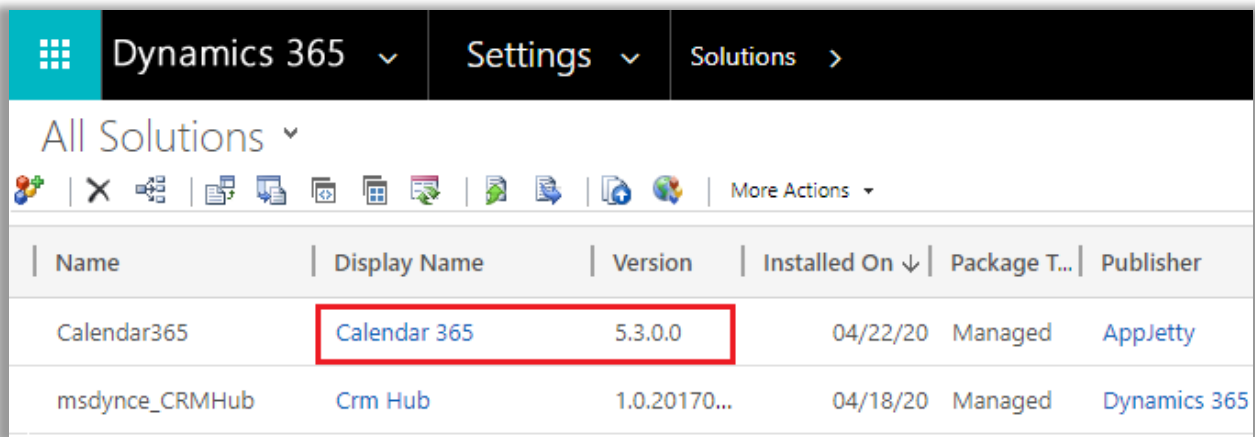 Dynamics 365 Settings Solutions
All Solutions
More Actions
Name Display Name Version Installed On Package T... Publisher
Calendar365 Calendar 365 5.3.0.0 04/22/20 Managed AppJetty
msdynce_CRMHub Crm Hub 1.0.20170... 04/18/20 Managed Dynamics 365